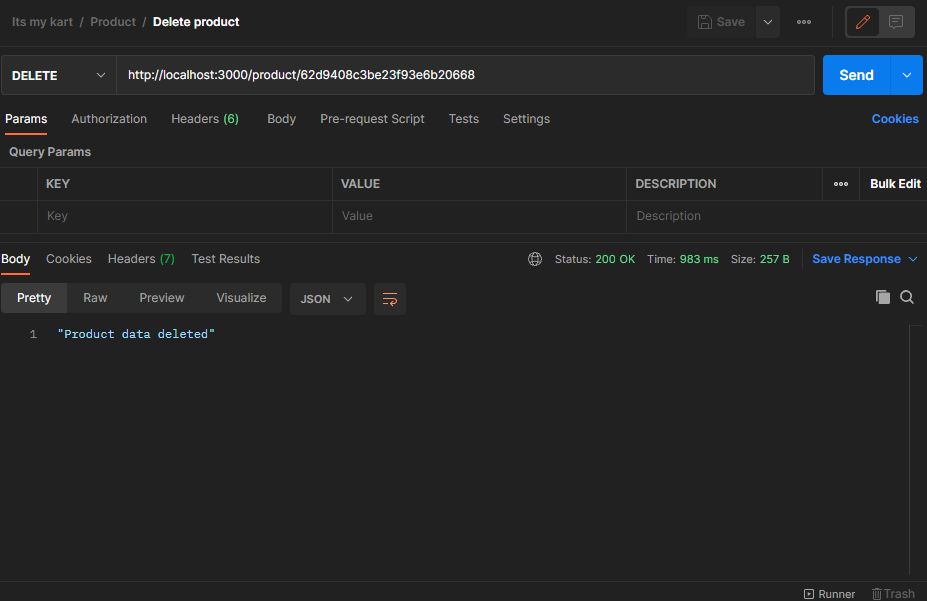 Its my kart / Product / Delete product
Save
DELETE
http://localhost:3000/product/62d9408c3be23f93e6b20668
Send
Params Authorization Headers (6) Body Pre-request Script Tests Settings Cookies
Query Params
KEY VALUE DESCRIPTION Bulk Edit
Key Value Description
Body Cookies Headers (7) Test Results Status: 200 OK Time: 983 ms Size: 257 B Save Response
Pretty Raw Preview Visualize JSON
1 "Product data deleted"
Runner Trash